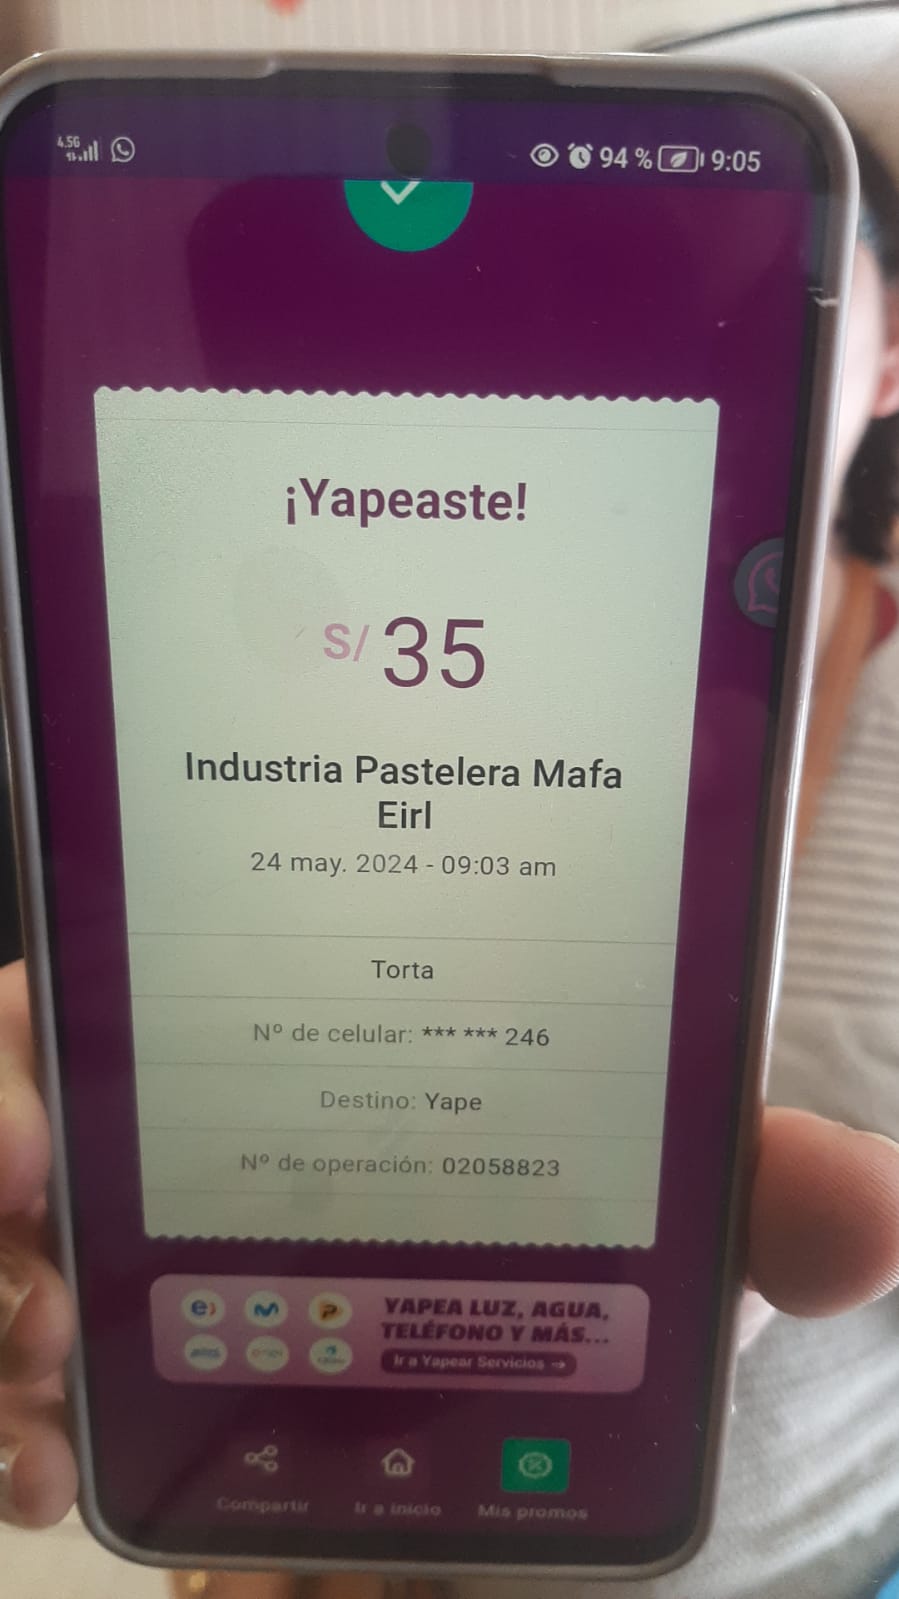 4.5G 94 % 9:05
¡Yapeaste!
S/ 35
Industria Pastelera Mafa
Eirl
24 may. 2024 - 09:03 am
Torta
Nº de celular: *** *** 246
Destino: Yape
Nº de operación: 02058823
YAPEA LUZ, AGUA,
TELÉFONO Y MÁS...
Ir a Yapear Servicios →
Compartir Ir a inicio Mis promos